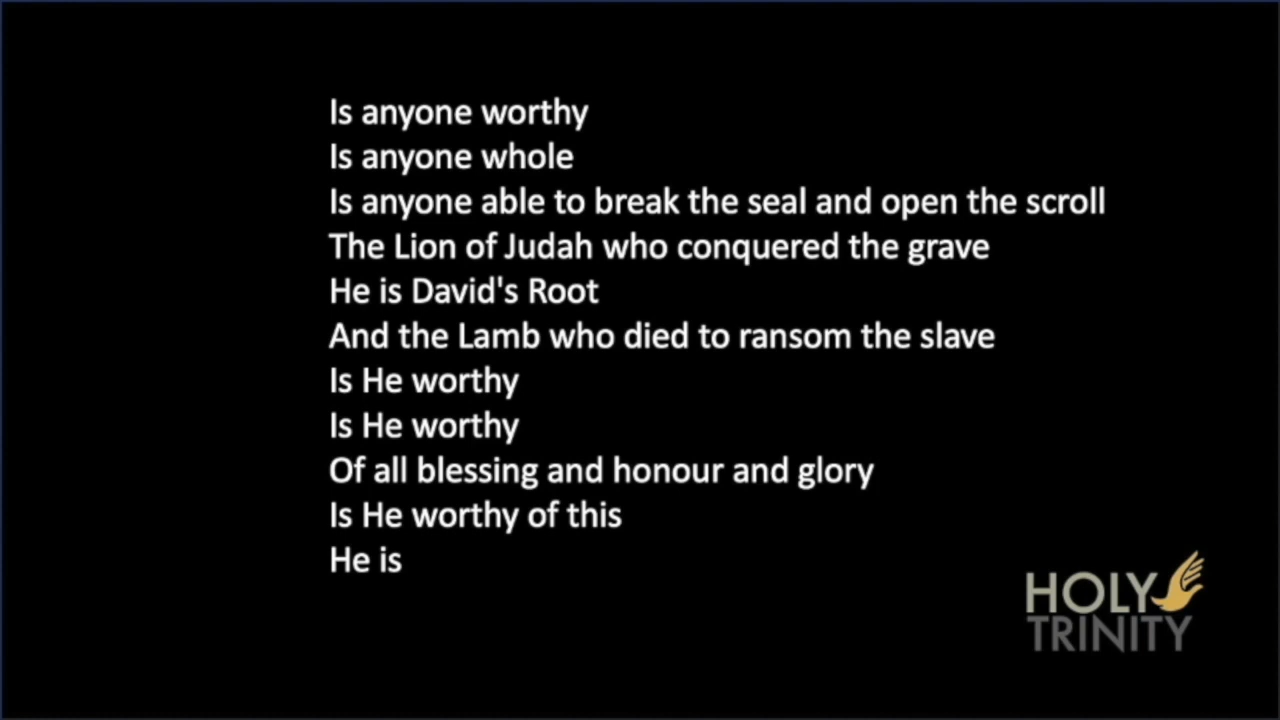 Is anyone worthy
Is anyone whole
Is anyone able to break the seal and open the scroll
The Lion of Judah who conquered the grave
He is David's Root
And the Lamb who died to ransom the slave
Is He worthy
Is He worthy
Of all blessing and honour and glory
Is He worthy of this
He is
HOLY
TRINITY